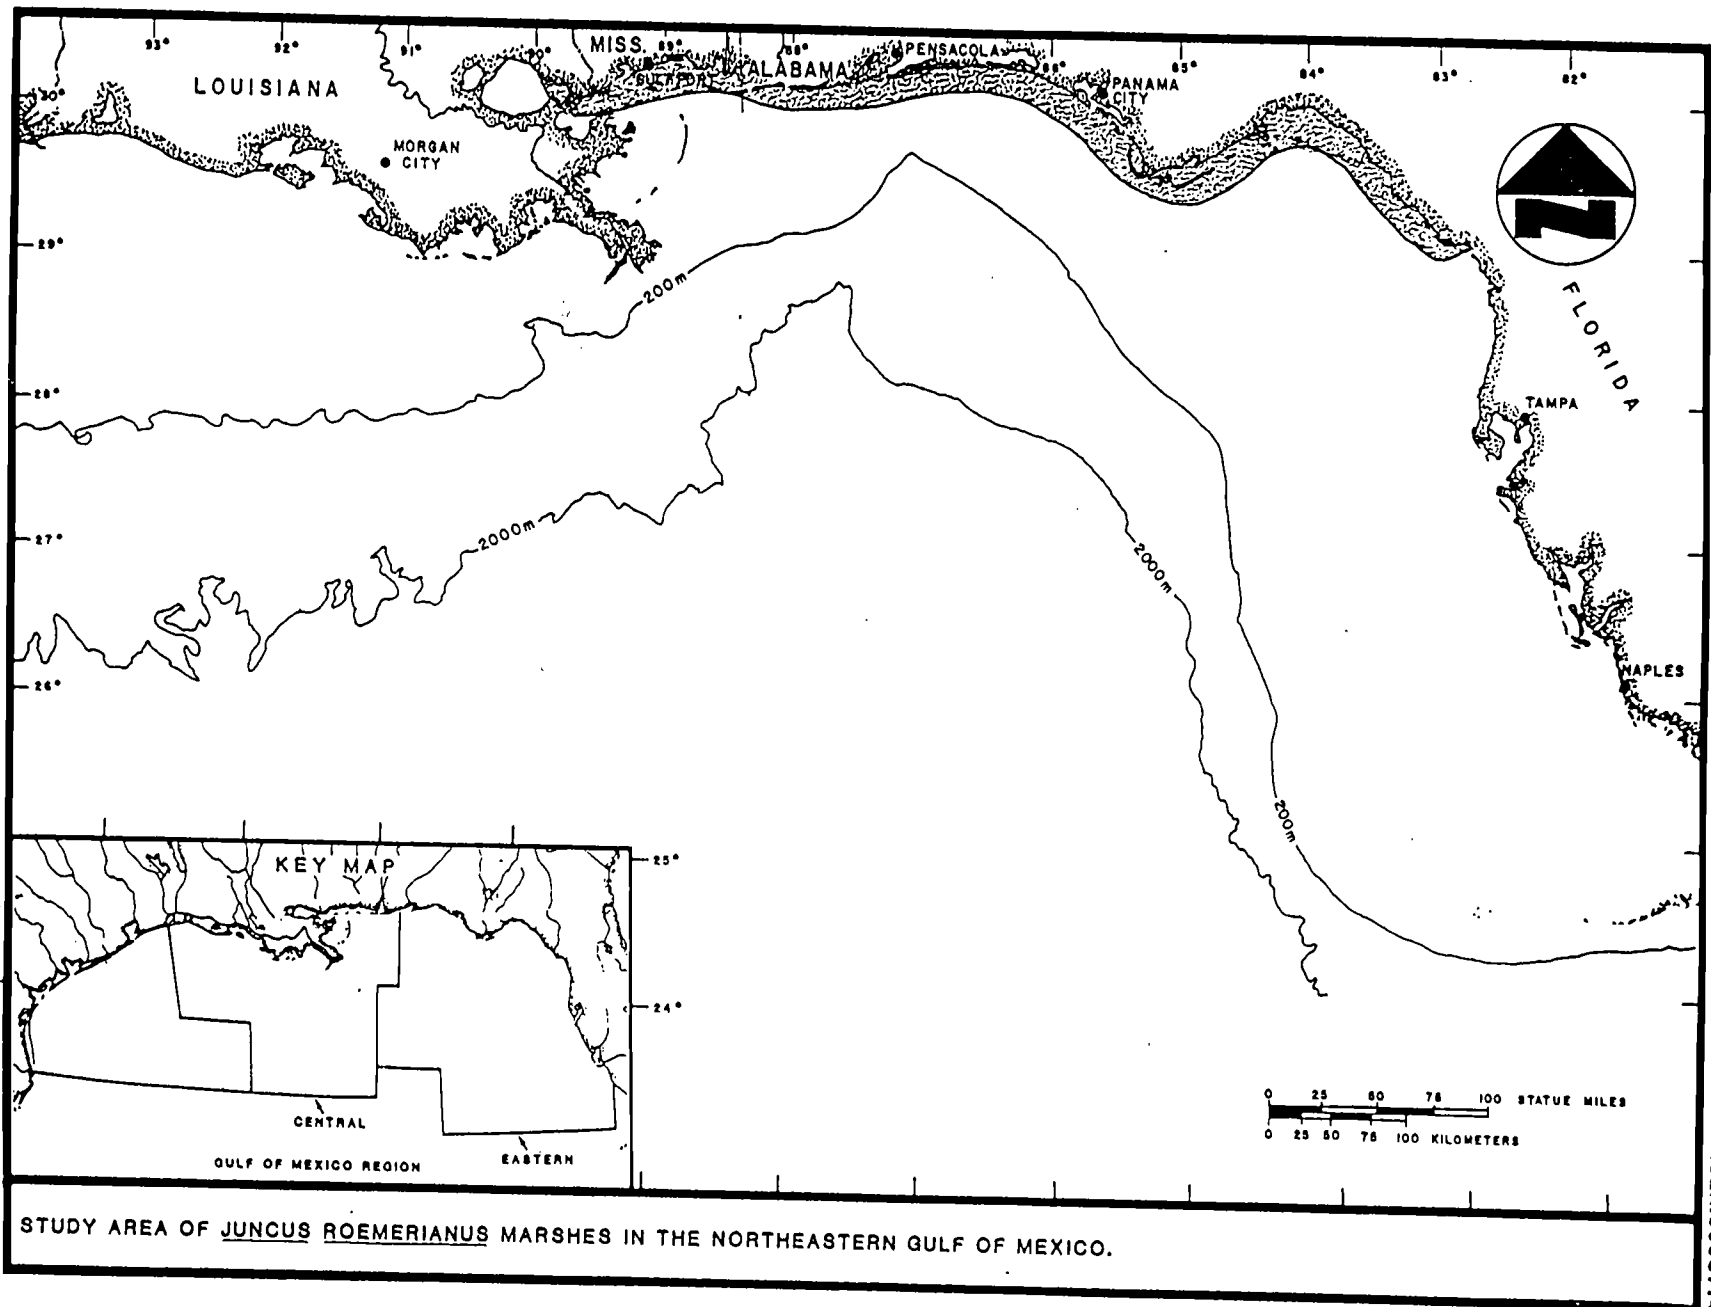 93° 92° 91° 90° 89° 88° 86° 85° 84° 83° 82°
MISS.
LOUISIANA
ALABAMA
PENSACOLA
GULFPORT
PANAMA
CITY
30°
MORGAN
CITY
N
29°
200m
FLORIDA
28°
TAMPA
27°
2000m
2000m
26°
NAPLES
200m
KEY MAP
25°
24°
CENTRAL
EASTERN
GULF OF MEXICO REGION
0 25 50 75 100 STATUE MILES
0 25 50 75 100 KILOMETERS
STUDY AREA OF JUNCUS ROEMERIANUS MARSHES IN THE NORTHEASTERN GULF OF MEXICO.